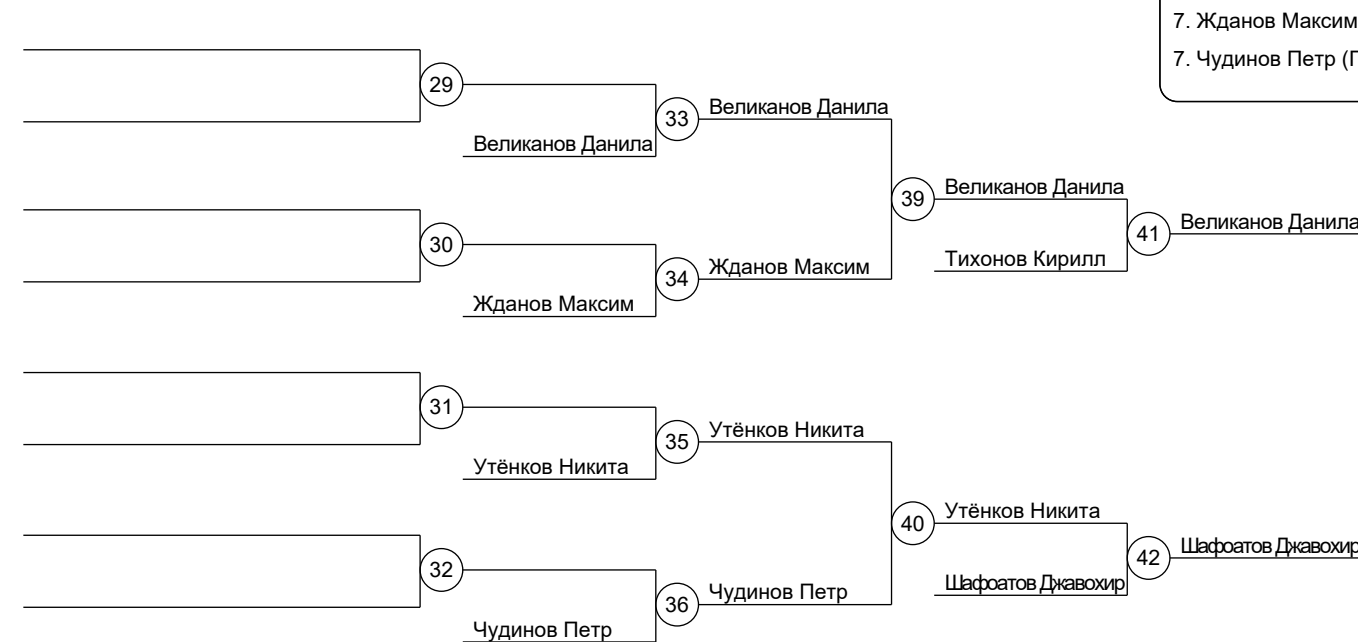 7. Жданов Максим
7. Чудинов Петр (П
29
Великанов Данила
33
Великанов Данила
39
Великанов Данила
41
Великанов Данила
Тихонов Кирилл
30
Жданов Максим
34
Жданов Максим
31
Утёнков Никита
35
Утёнков Никита
40
Утёнков Никита
42
Шафоатов Джавохир
Шафоатов Джавохир
32
Чудинов Петр
36
Чудинов Петр